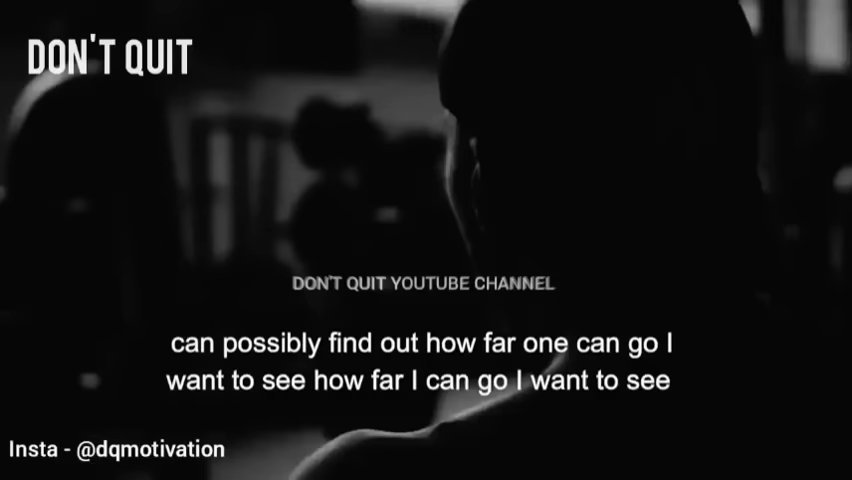 DON'T QUIT
DON'T QUIT YOUTUBE CHANNEL
can possibly find out how far one can go I
want to see how far I can go I want to see
Insta - @dqmotivation